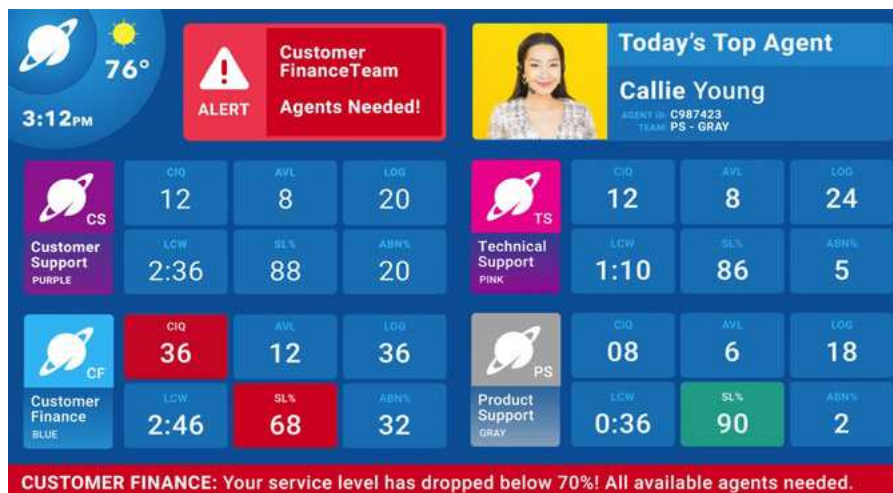 76°
3:12PM
ALERT
Customer
FinanceTeam
Agents Needed!
Today's Top Agent
Callie Young
AGENT ID: C987423
TEAM: PS - GRAY
CS
Customer
Support
PURPLE
CIQ AVL LOG
12 8 20
LCW SL% ABN%
2:36 88 20
TS
Technical
Support
PINK
CIQ AVL LOG
12 8 24
LCW SL% ABN%
1:10 86 5
CF
Customer
Finance
BLUE
CIQ AVL LOG
36 12 36
LCW SL% ABN%
2:46 68 32
PS
Product
Support
GRAY
CIQ AVL LOG
08 6 18
LCW SL% ABN%
0:36 90 2
CUSTOMER FINANCE: Your service level has dropped below 70%! All available agents needed.